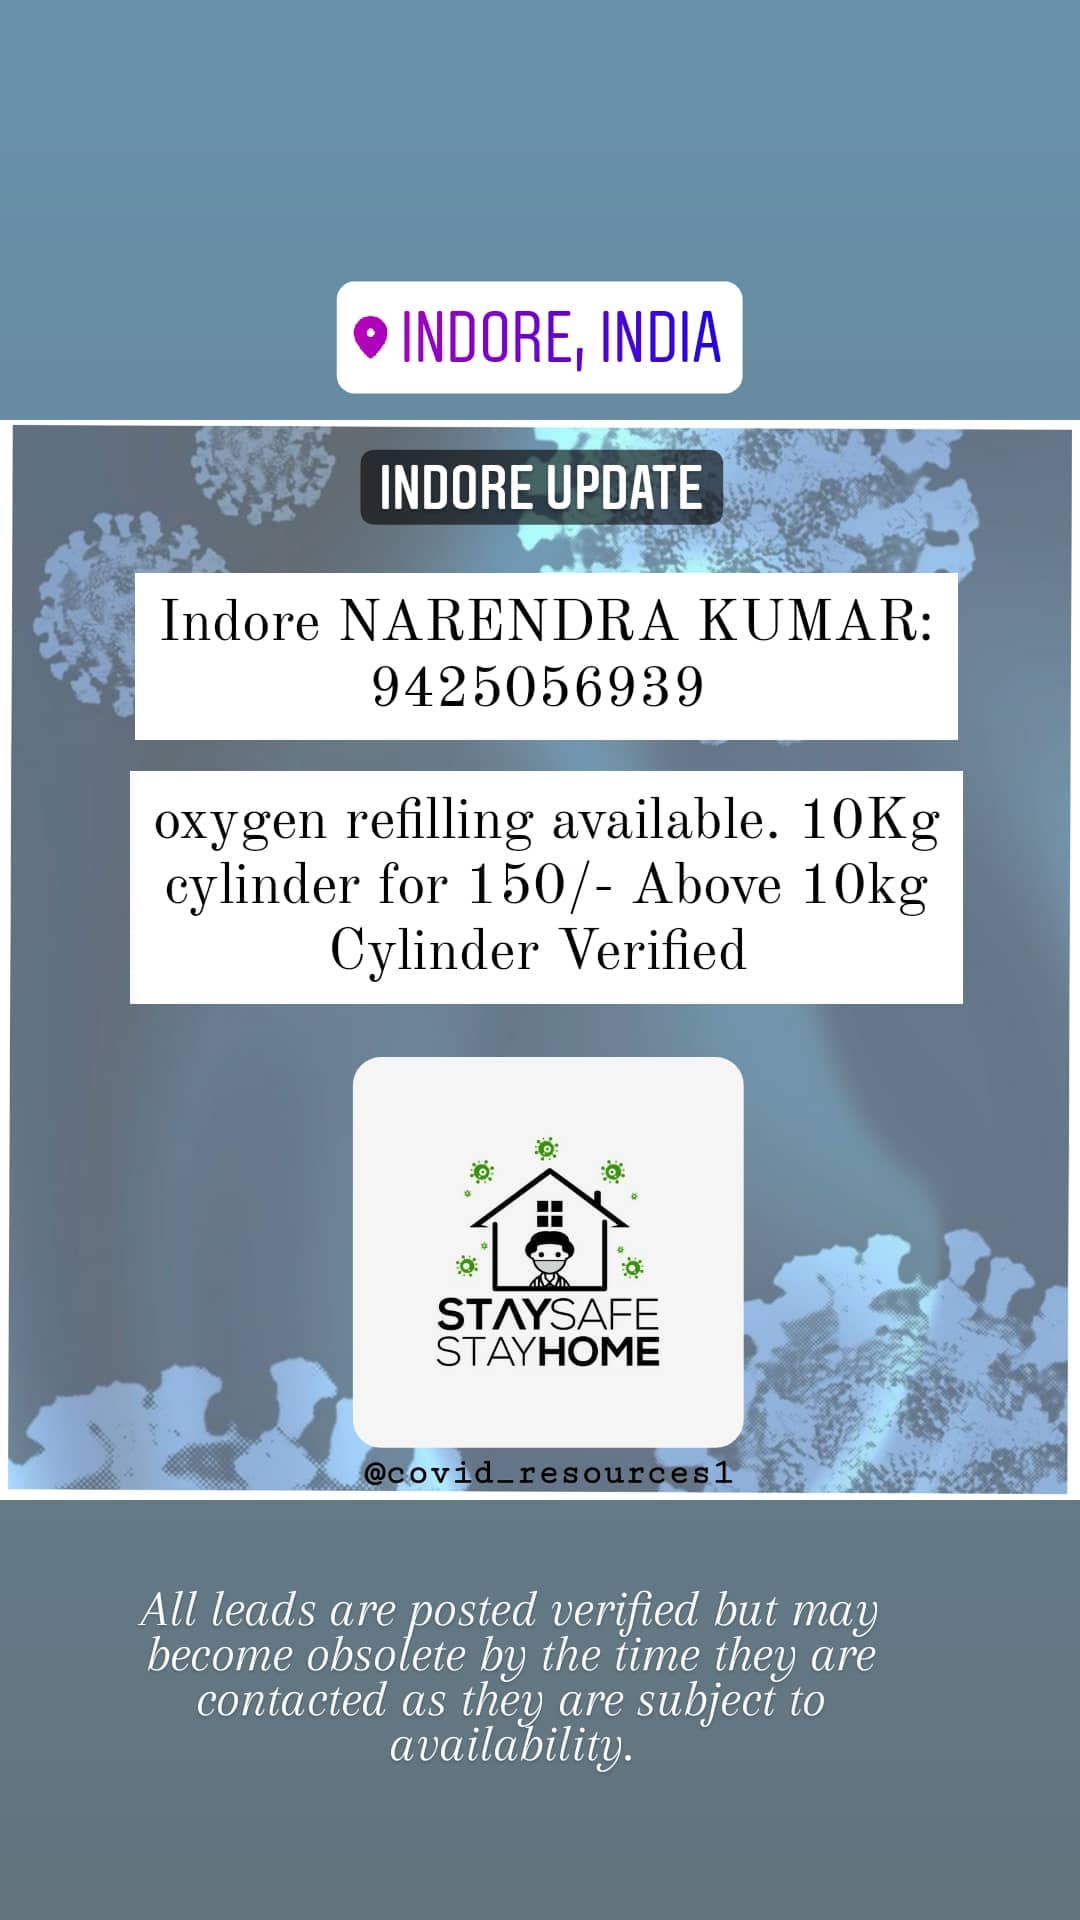 INDORE, INDIA
INDORE UPDATE
Indore NARENDRA KUMAR:
9425056939
oxygen refilling available. 10Kg
cylinder for 150/- Above 10kg
Cylinder Verified
STAYSAFE
STAYHOME
@covid_resources1
All leads are posted verified but may
become obsolete by the time they are
contacted as they are subject to
availability.